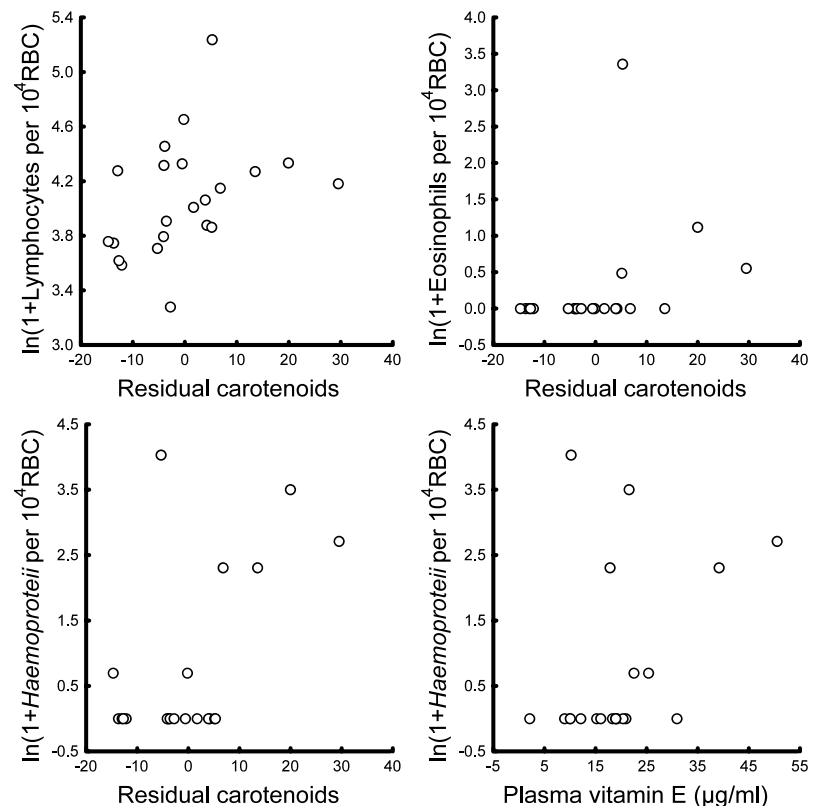 ln(1+Lymphocytes per 10⁴RBC)
5.4
5.0
4.6
4.2
3.8
3.4
3.0
-20 -10 0 10 20 30 40
Residual carotenoids
ln(1+Eosinophils per 10⁴RBC)
4.0
3.5
3.0
2.5
2.0
1.5
1.0
0.5
0.0
-0.5
-20 -10 0 10 20 30 40
Residual carotenoids
ln(1+Haemoproteii per 10⁴RBC)
4.5
3.5
2.5
1.5
0.5
-0.5
-20 -10 0 10 20 30 40
Residual carotenoids
ln(1+Haemoproteii per 10⁴RBC)
4.5
3.5
2.5
1.5
0.5
-0.5
-5 5 15 25 35 45 55
Plasma vitamin E (μg/ml)